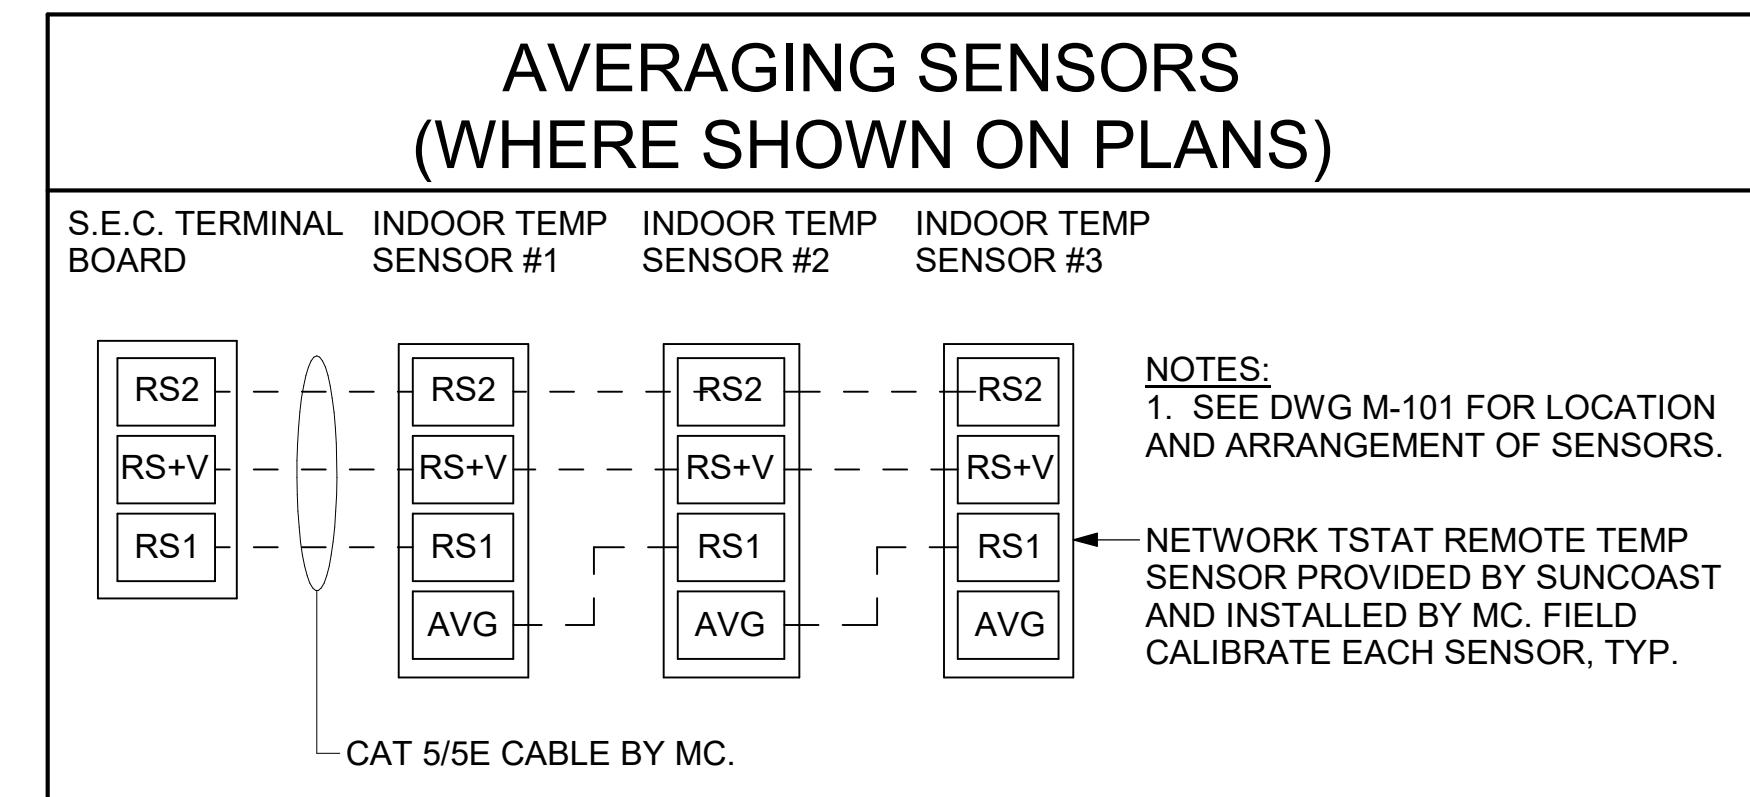 AVERAGING SENSORS
(WHERE SHOWN ON PLANS)
S.E.C. TERMINAL
BOARD
INDOOR TEMP
SENSOR #1
INDOOR TEMP
SENSOR #2
INDOOR TEMP
SENSOR #3
RS2
RS+V
RS1
RS2
RS+V
RS1
AVG
RS2
RS+V
RS1
AVG
RS2
RS+V
RS1
AVG
NOTES:
1. SEE DWG M-101 FOR LOCATION
AND ARRANGEMENT OF SENSORS.
NETWORK TSTAT REMOTE TEMP
SENSOR PROVIDED BY SUNCOAST
AND INSTALLED BY MC. FIELD
CALIBRATE EACH SENSOR, TYP.
CAT 5/5E CABLE BY MC.